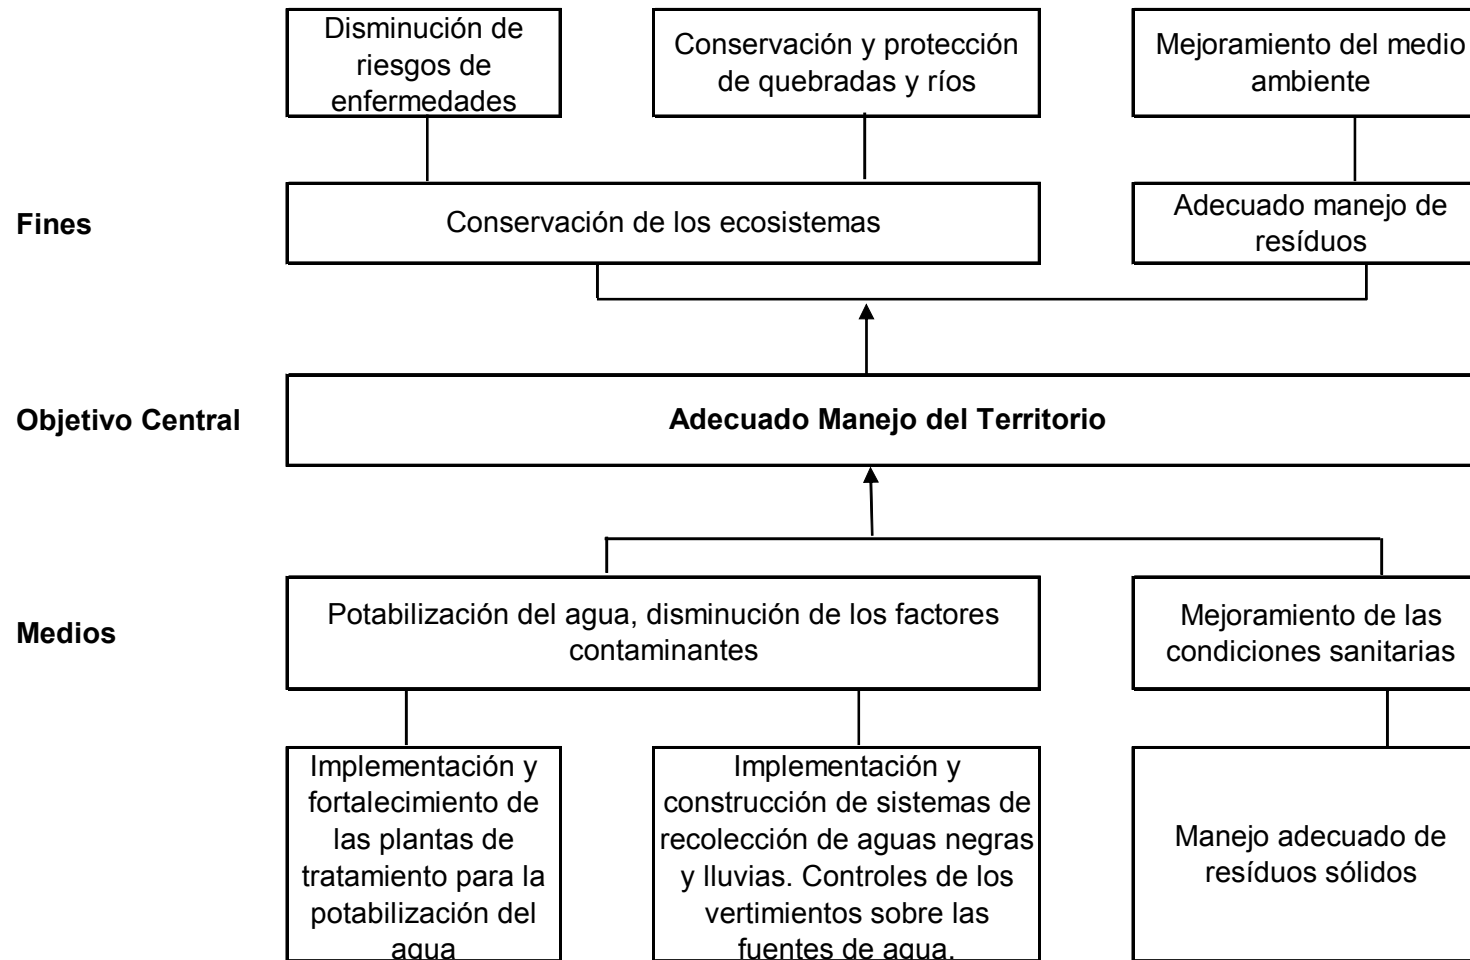 Disminución de
riesgos de
enfermedades
Conservación y protección
de quebradas y ríos
Mejoramiento del medio
ambiente
Fines
Conservación de los ecosistemas
Adecuado manejo de
resíduos
Objetivo Central
Adecuado Manejo del Territorio
Medios
Potabilización del agua, disminución de los factores
contaminantes
Mejoramiento de las
condiciones sanitarias
Implementación y
fortalecimiento de
las plantas de
tratamiento para la
potabilización del
agua
Implementación y
construcción de sistemas de
recolección de aguas negras
y lluvias. Controles de los
vertimientos sobre las
fuentes de agua.
Manejo adecuado de
resíduos sólidos